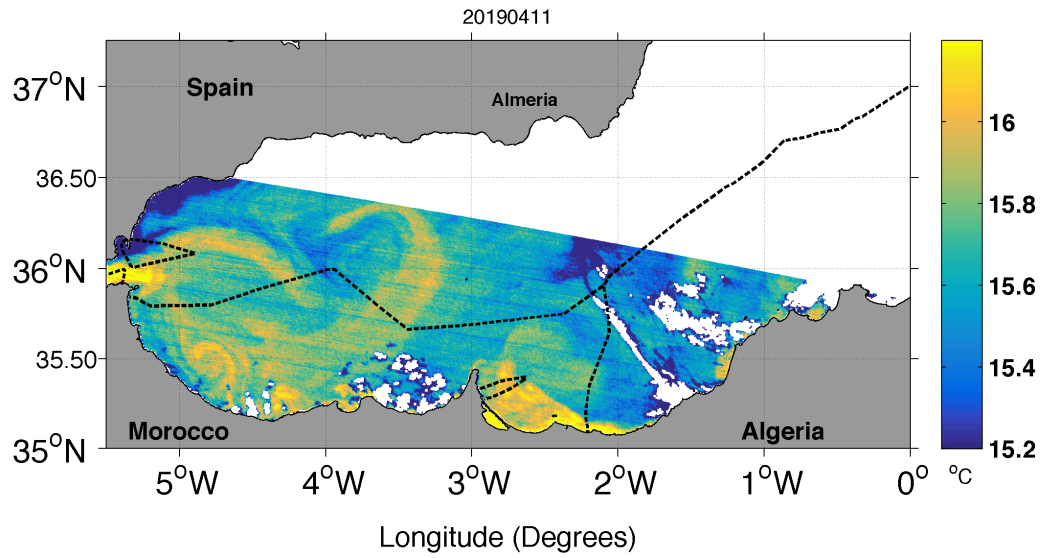 20190411
37°N
36.50
36°N
35.50
35°N
Spain
Almeria
Morocco
Algeria
5°W
4°W
3°W
2°W
1°W
0°
Longitude (Degrees)
16
15.8
15.6
15.4
15.2
°C